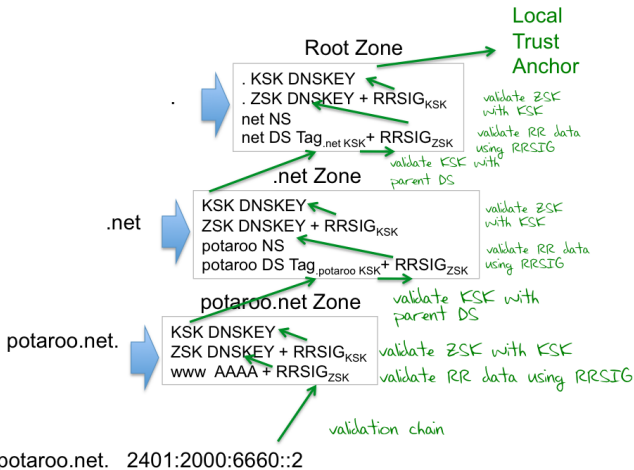 Root Zone
Local
Trust
Anchor
.
. KSK DNSKEY
. ZSK DNSKEY + RRSIGKSK
net NS
net DS Tag.net KSK+ RRSIGZSK
validate ZSK
with KSK
validate RR data
using RRSIG
validate KSK with
parent DS
.net Zone
.net
KSK DNSKEY
ZSK DNSKEY + RRSIGKSK
potaroo NS
potaroo DS Tag.potaroo KSK+ RRSIGZSK
validate ZSK
with KSK
validate RR data
using RRSIG
validate KSK with
parent DS
potaroo.net Zone
potaroo.net.
KSK DNSKEY
ZSK DNSKEY + RRSIGKSK
www AAAA + RRSIGZSK
validate ZSK with KSK
validate RR data using RRSIG
validation chain
potaroo.net. 2401:2000:6660::2